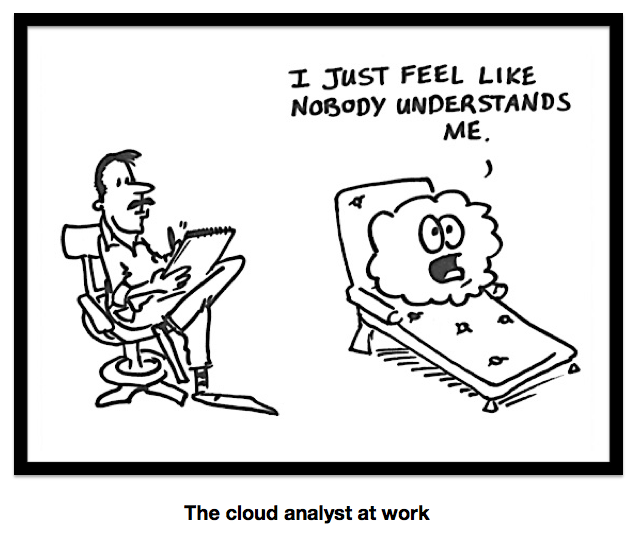 I JUST FEEL LIKE
NOBODY UNDERSTANDS
ME.
The cloud analyst at work